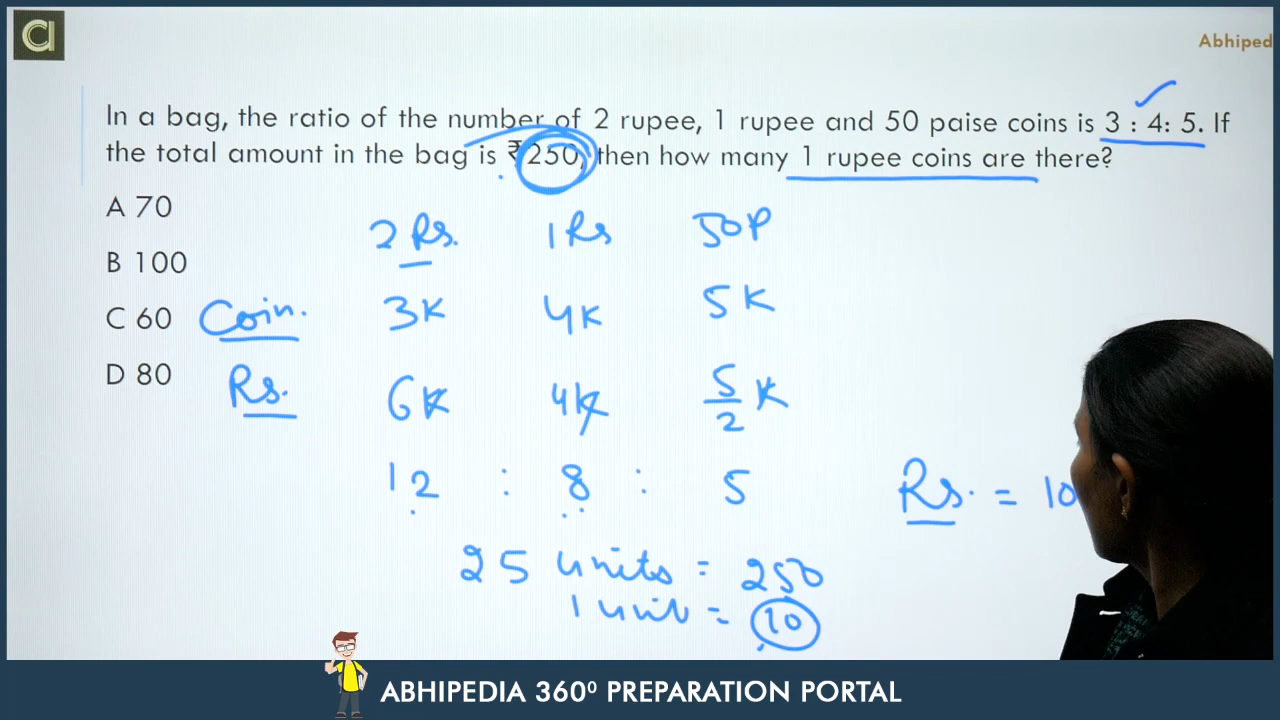 CI
Abhiped
In a bag, the ratio of the number of 2 rupee, 1 rupee and 50 paise coins is 3 : 4: 5. If
the total amount in the bag is ₹250, then how many 1 rupee coins are there?
A 70
B 100
C 60
D 80
2 Rs. 1 Rs 50P
Coin. 3K 4K 5K
Rs. 6K 4K 5/2 K
12 : 8 : 5
Rs. = 10
25 units = 250
1 unit = 10
ABHIPEDIA 360⁰ PREPARATION PORTAL